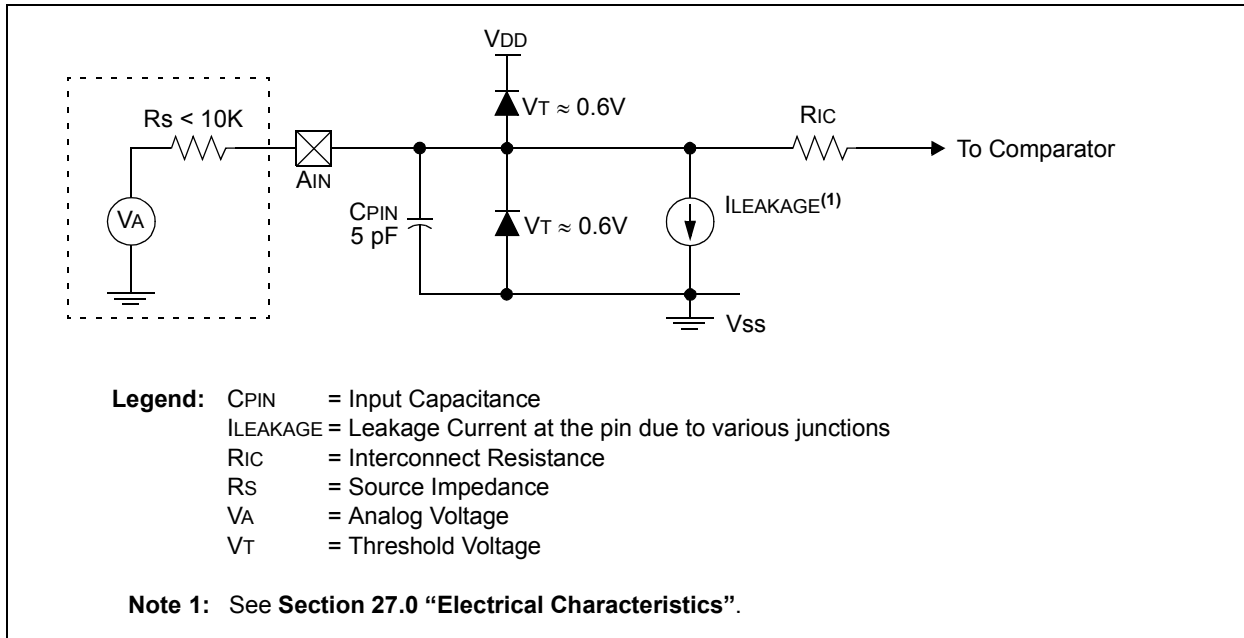 VDD
VT ≈ 0.6V
Rs < 10K
RIC
To Comparator
AIN
ILEAKAGE(1)
VA
CPIN
5 pF
VT ≈ 0.6V
Vss
Legend: CPIN = Input Capacitance
ILEAKAGE = Leakage Current at the pin due to various junctions
RIC = Interconnect Resistance
RS = Source Impedance
VA = Analog Voltage
VT = Threshold Voltage
Note 1: See Section 27.0 “Electrical Characteristics”.